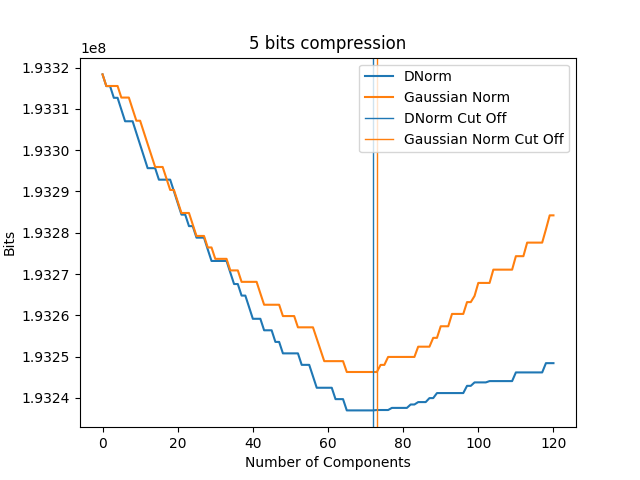 5 bits compression
1e8
1.9332
1.9331
1.9330
1.9329
1.9328
1.9327
1.9326
1.9325
1.9324
Bits
DNorm
Gaussian Norm
DNorm Cut Off
Gaussian Norm Cut Off
0 20 40 60 80 100 120
Number of Components